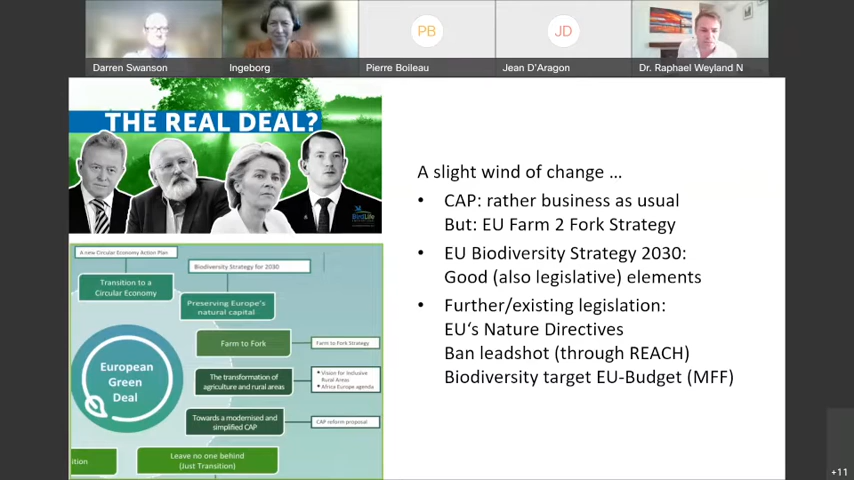 PB
JD
Darren Swanson
Ingeborg
Pierre Boileau
Jean D'Aragon
Dr. Raphael Weyland N
THE REAL DEAL?
BirdLife
A slight wind of change ...
• CAP: rather business as usual
But: EU Farm 2 Fork Strategy
• EU Biodiversity Strategy 2030:
Good (also legislative) elements
• Further/existing legislation:
EU‘s Nature Directives
Ban leadshot (through REACH)
Biodiversity target EU-Budget (MFF)
A new Circular Economy Action Plan
Biodiversity Strategy for 2030
Transition to a
Circular Economy
Preserving Europe's
natural capital
Farm to Fork
Farm to Fork Strategy
European
Green
Deal
The transformation of
agriculture and rural areas
• Vision for Inclusive
Rural Areas
• Africa Europe agenda
Towards a modernised and
simplified CAP
CAP reform proposal
ition
Leave no one behind
(Just Transition)
+11